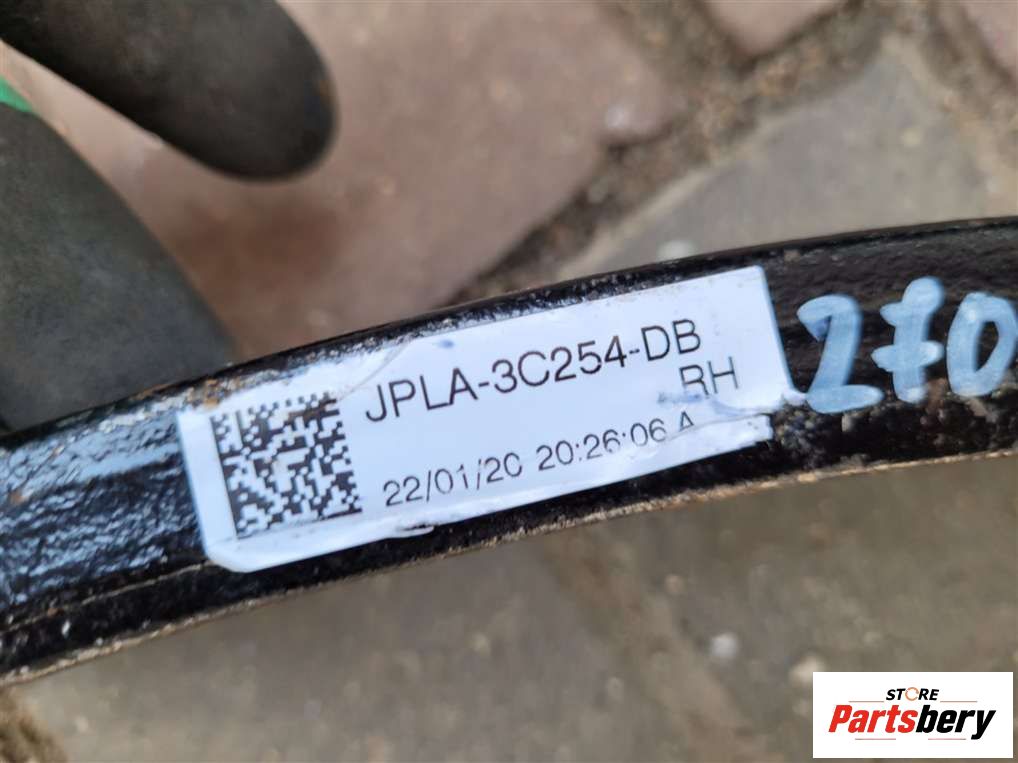 JPLA-3C254-DB
RH
22/01/20 20:26:06 A
270
STORE
Partsbery